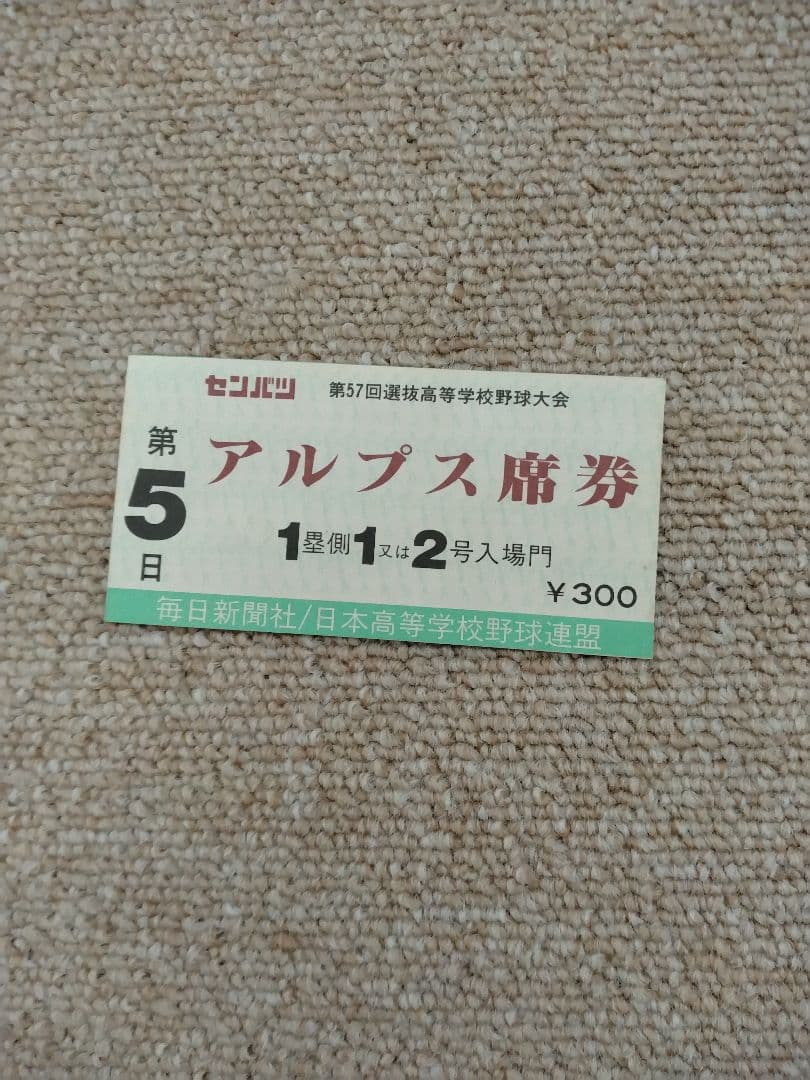 センバツ 第57回選抜高等学校野球大会
第5日
アルプス席券
1塁側1又は2号入場門
￥300
毎日新聞社/日本高等学校野球連盟